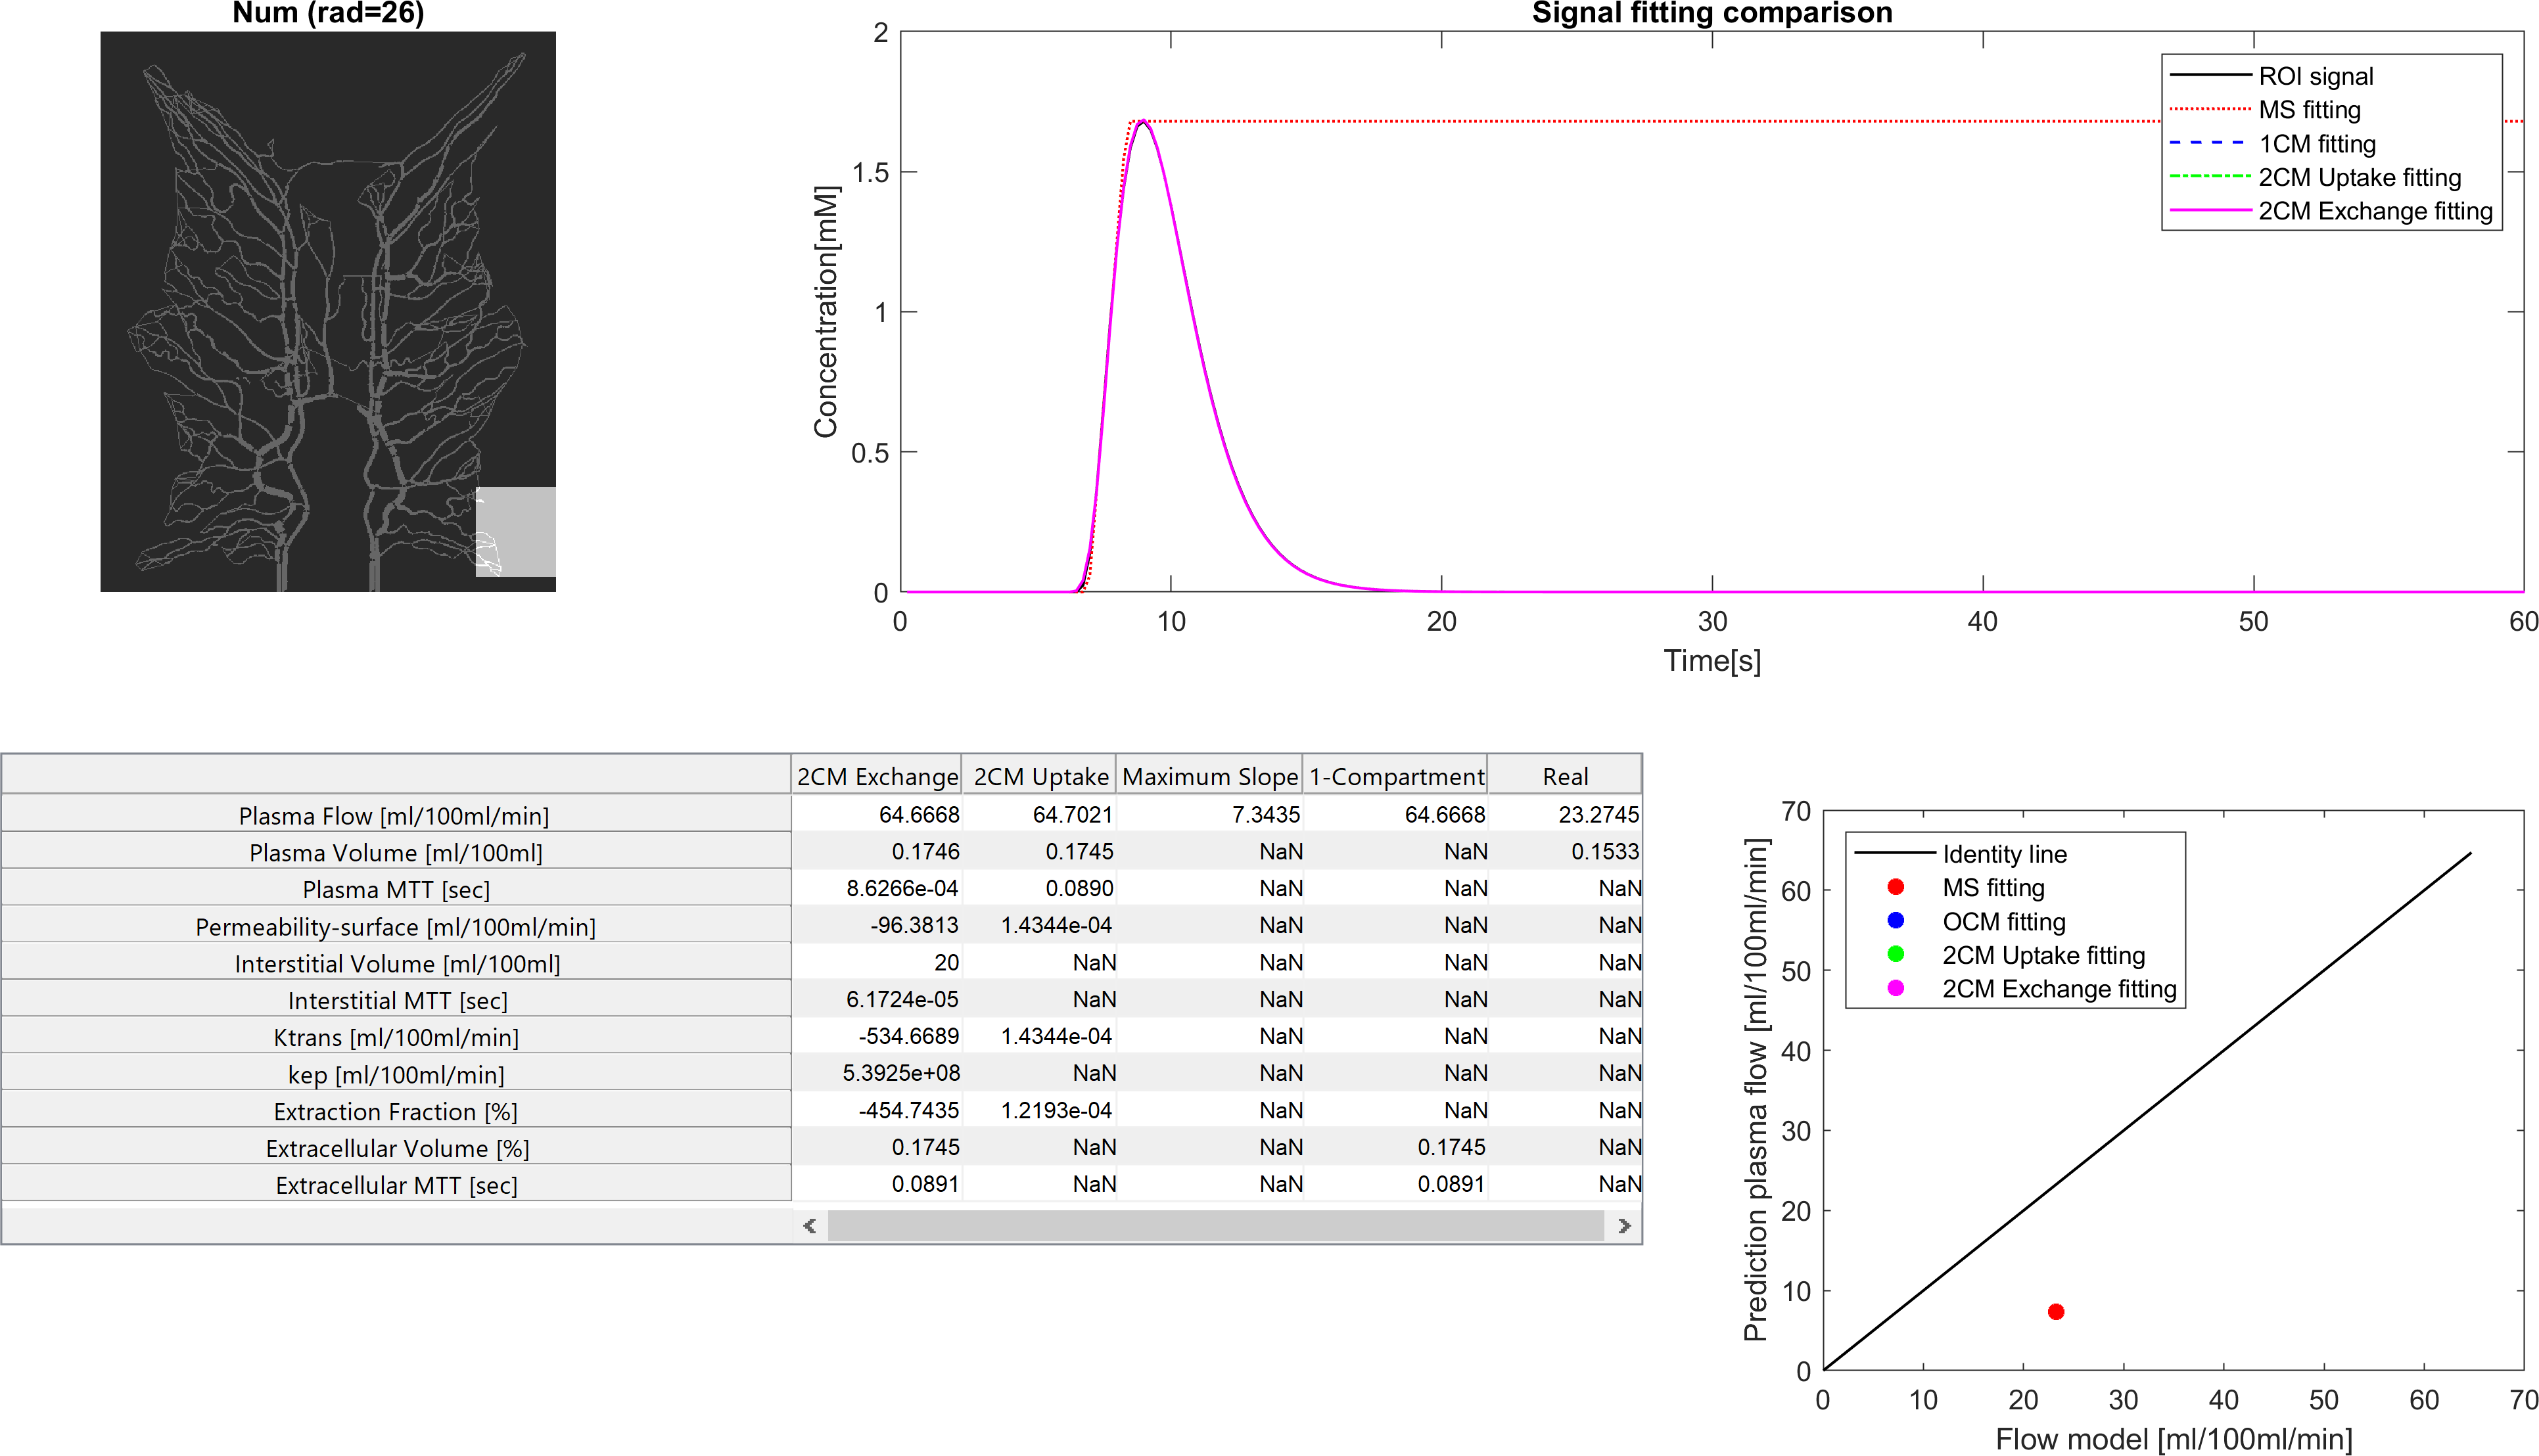 Num (rad=26)
Signal fitting comparison
2
1.5
1
0.5
0
Concentration[mM]
ROI signal
MS fitting
1CM fitting
2CM Uptake fitting
2CM Exchange fitting
0 10 20 30 40 50 60
Time[s]
2CM Exchange 2CM Uptake Maximum Slope 1-Compartment Real
Plasma Flow [ml/100ml/min] 64.6668 64.7021 7.3435 64.6668 23.2745
Plasma Volume [ml/100ml] 0.1746 0.1745 NaN NaN 0.1533
Plasma MTT [sec] 8.6266e-04 0.0890 NaN NaN NaN
Permeability-surface [ml/100ml/min] -96.3813 1.4344e-04 NaN NaN NaN
Interstitial Volume [ml/100ml] 20 NaN NaN NaN NaN
Interstitial MTT [sec] 6.1724e-05 NaN NaN NaN NaN
Ktrans [ml/100ml/min] -534.6689 1.4344e-04 NaN NaN NaN
kep [ml/100ml/min] 5.3925e+08 NaN NaN NaN NaN
Extraction Fraction [%] -454.7435 1.2193e-04 NaN NaN NaN
Extracellular Volume [%] 0.1745 NaN NaN 0.1745 NaN
Extracellular MTT [sec] 0.0891 NaN NaN 0.0891 NaN
70
60
50
40
30
20
10
0
Prediction plasma flow [ml/100ml/min]
Identity line
MS fitting
OCM fitting
2CM Uptake fitting
2CM Exchange fitting
0 10 20 30 40 50 60 70
Flow model [ml/100ml/min]